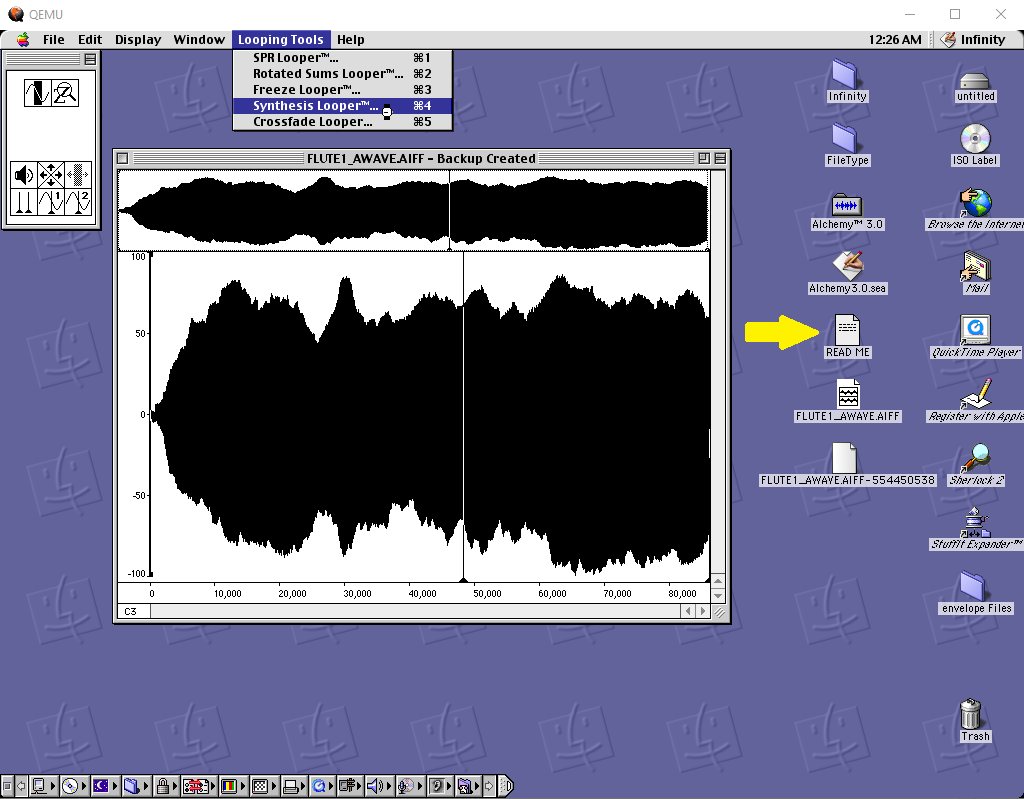 QEMU
File Edit Display Window Looping Tools Help 12:26 AM Infinity
SPR Looper™... ⌘1
Rotated Sums Looper™... ⌘2
Freeze Looper™... ⌘3
Synthesis Looper™... ⌘4
Crossfade Looper... ⌘5
FLUTE1_AWAVE.AIFF - Backup Created
100
50
0
-50
-100
0 10,000 20,000 30,000 40,000 50,000 60,000 70,000 80,000
C3
1 2
Infinity
untitled
FileType
ISO Label
Alchemy™ 3.0
Browse the Internet
Alchemy3.0.sea
Mail
READ ME
QuickTime Player
FLUTE1_AWAVE.AIFF
Register with Apple
FLUTE1_AWAVE.AIFF-554450538
Sherlock 2
StuffIt Expander™
envelope Files
Trash